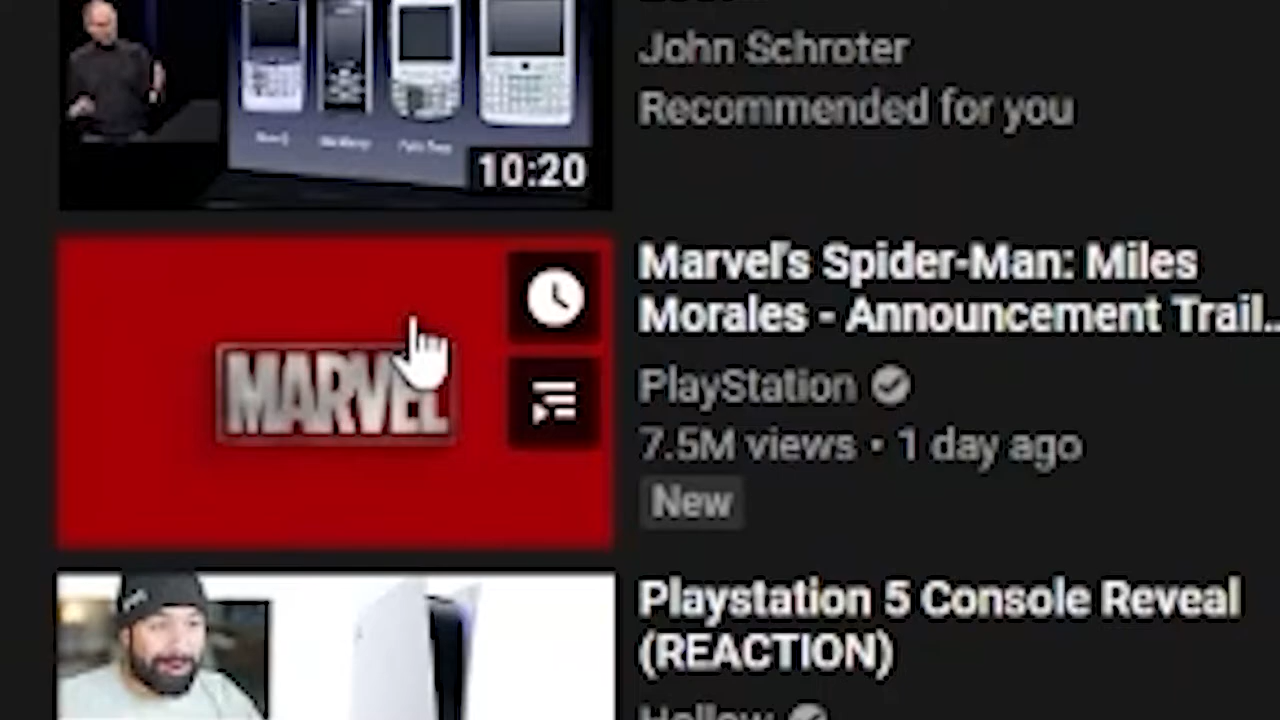 John Schroter
Recommended for you
10:20
MARVEL
Marvel's Spider-Man: Miles
Morales - Announcement Trail...
PlayStation
7.5M views • 1 day ago
New
Playstation 5 Console Reveal
(REACTION)